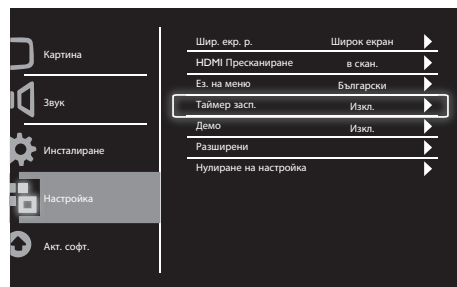 Картина
Звук
Инсталиране
Настройка
Акт. софт.
Шир. екр. р. Широк екран
HDMI Пресканиране в скан.
Ез. на меню Български
Таймер засп. Изкл.
Демо Изкл.
Разширени
Нулиране на настройка